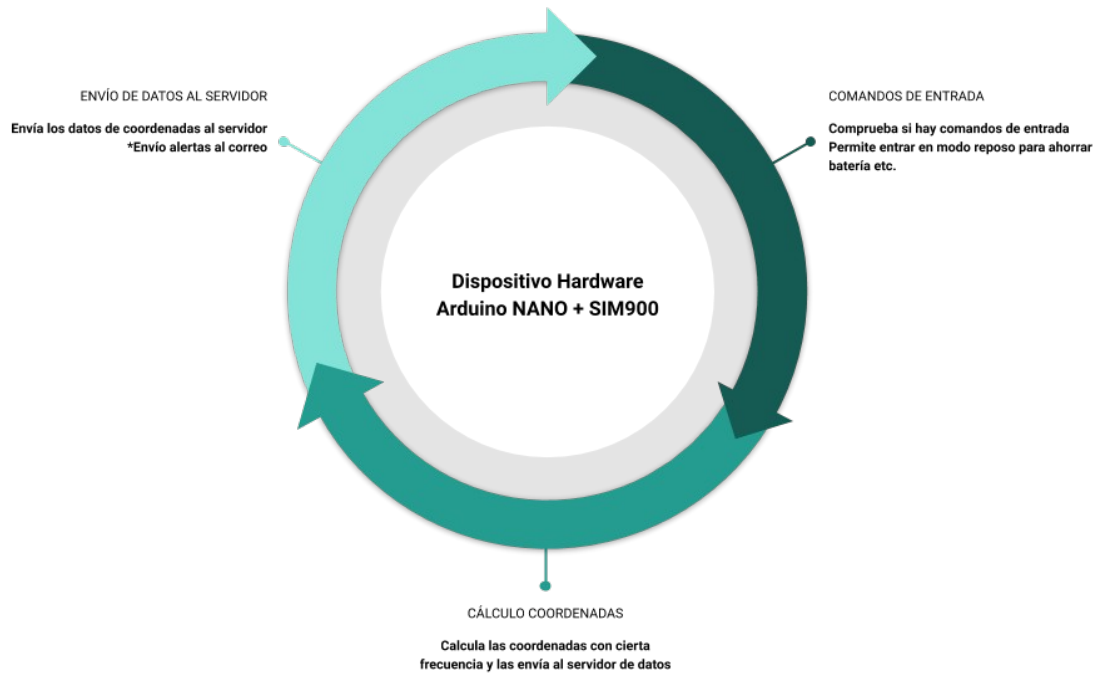 ENVÍO DE DATOS AL SERVIDOR
Envía los datos de coordenadas al servidor
*Envío alertas al correo
COMANDOS DE ENTRADA
Comprueba si hay comandos de entrada
Permite entrar en modo reposo para ahorrar
batería etc.
Dispositivo Hardware
Arduino NANO + SIM900
CÁLCULO COORDENADAS
Calcula las coordenadas con cierta
frecuencia y las envía al servidor de datos